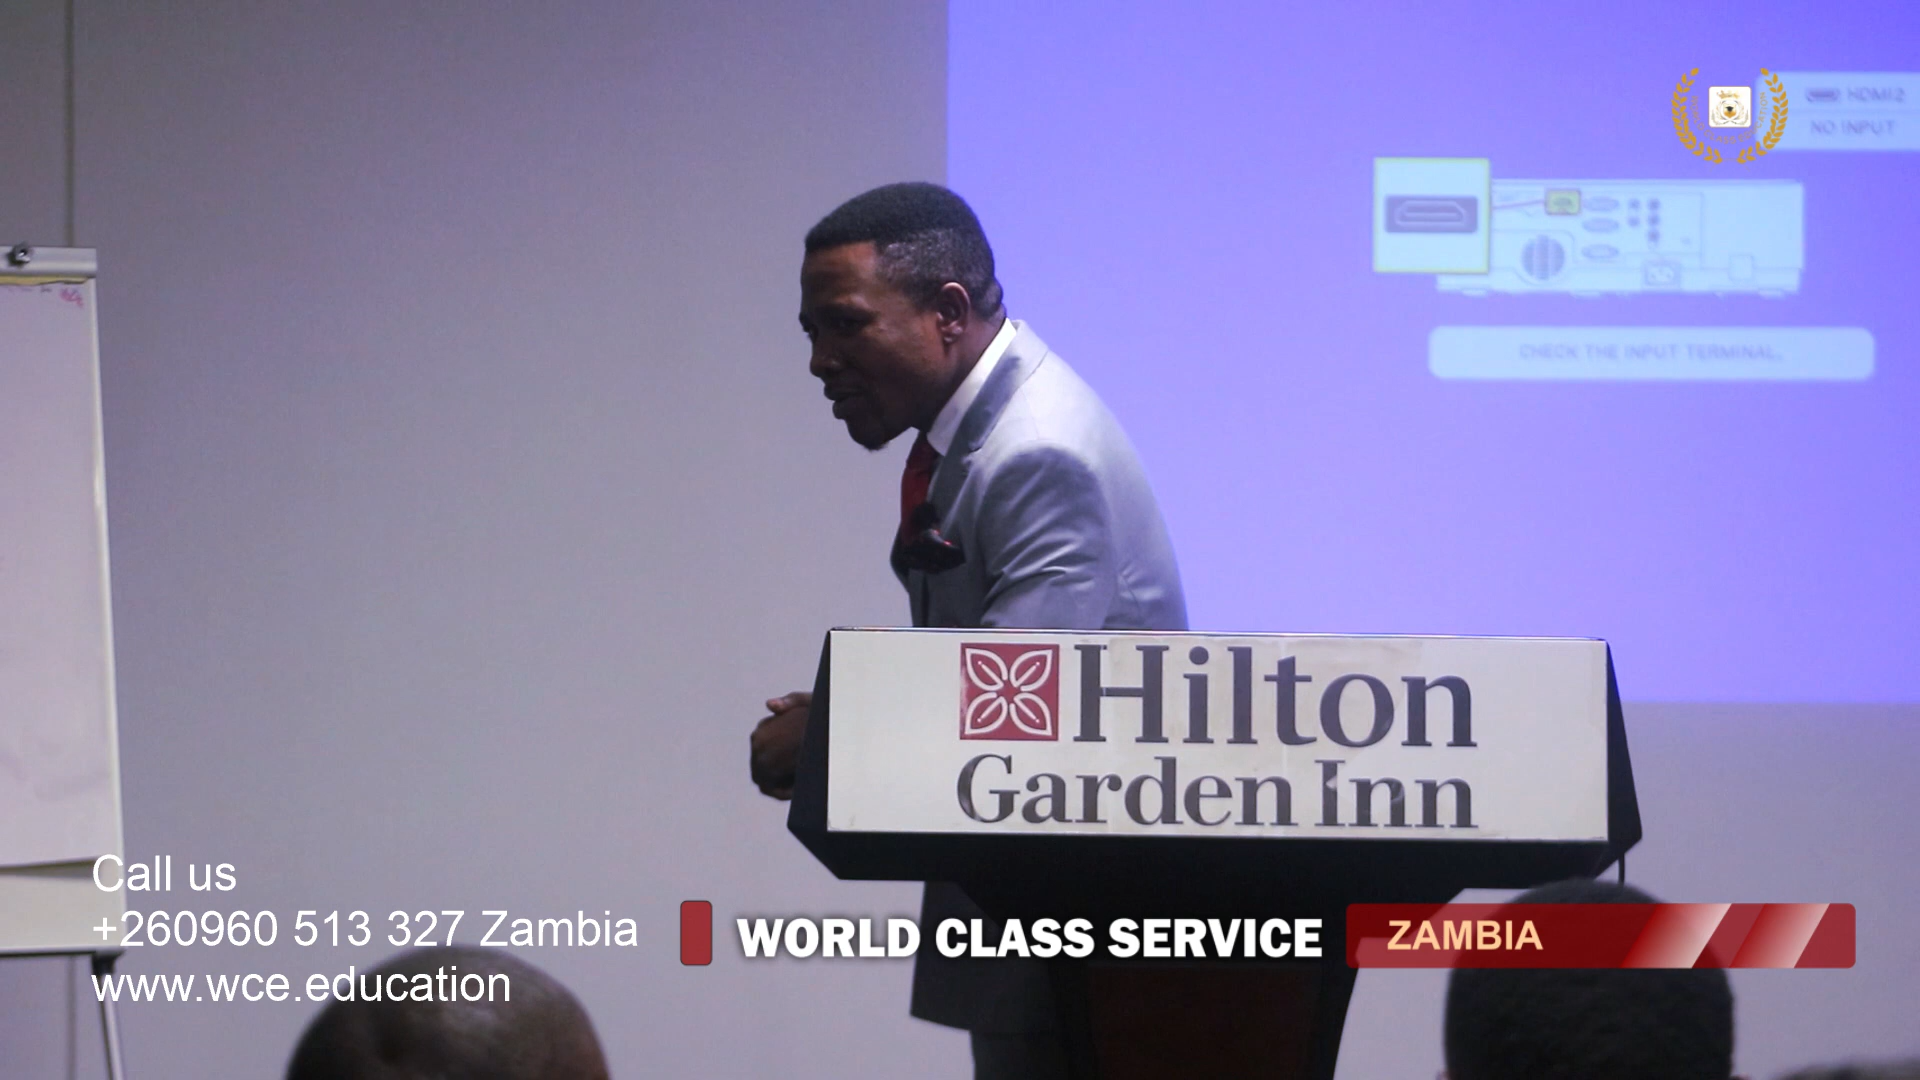 HDMI2
NO INPUT
CHECK THE INPUT TERMINAL.
Hilton
Garden Inn
Call us
+260960 513 327 Zambia
www.wce.education
WORLD CLASS SERVICE
ZAMBIA